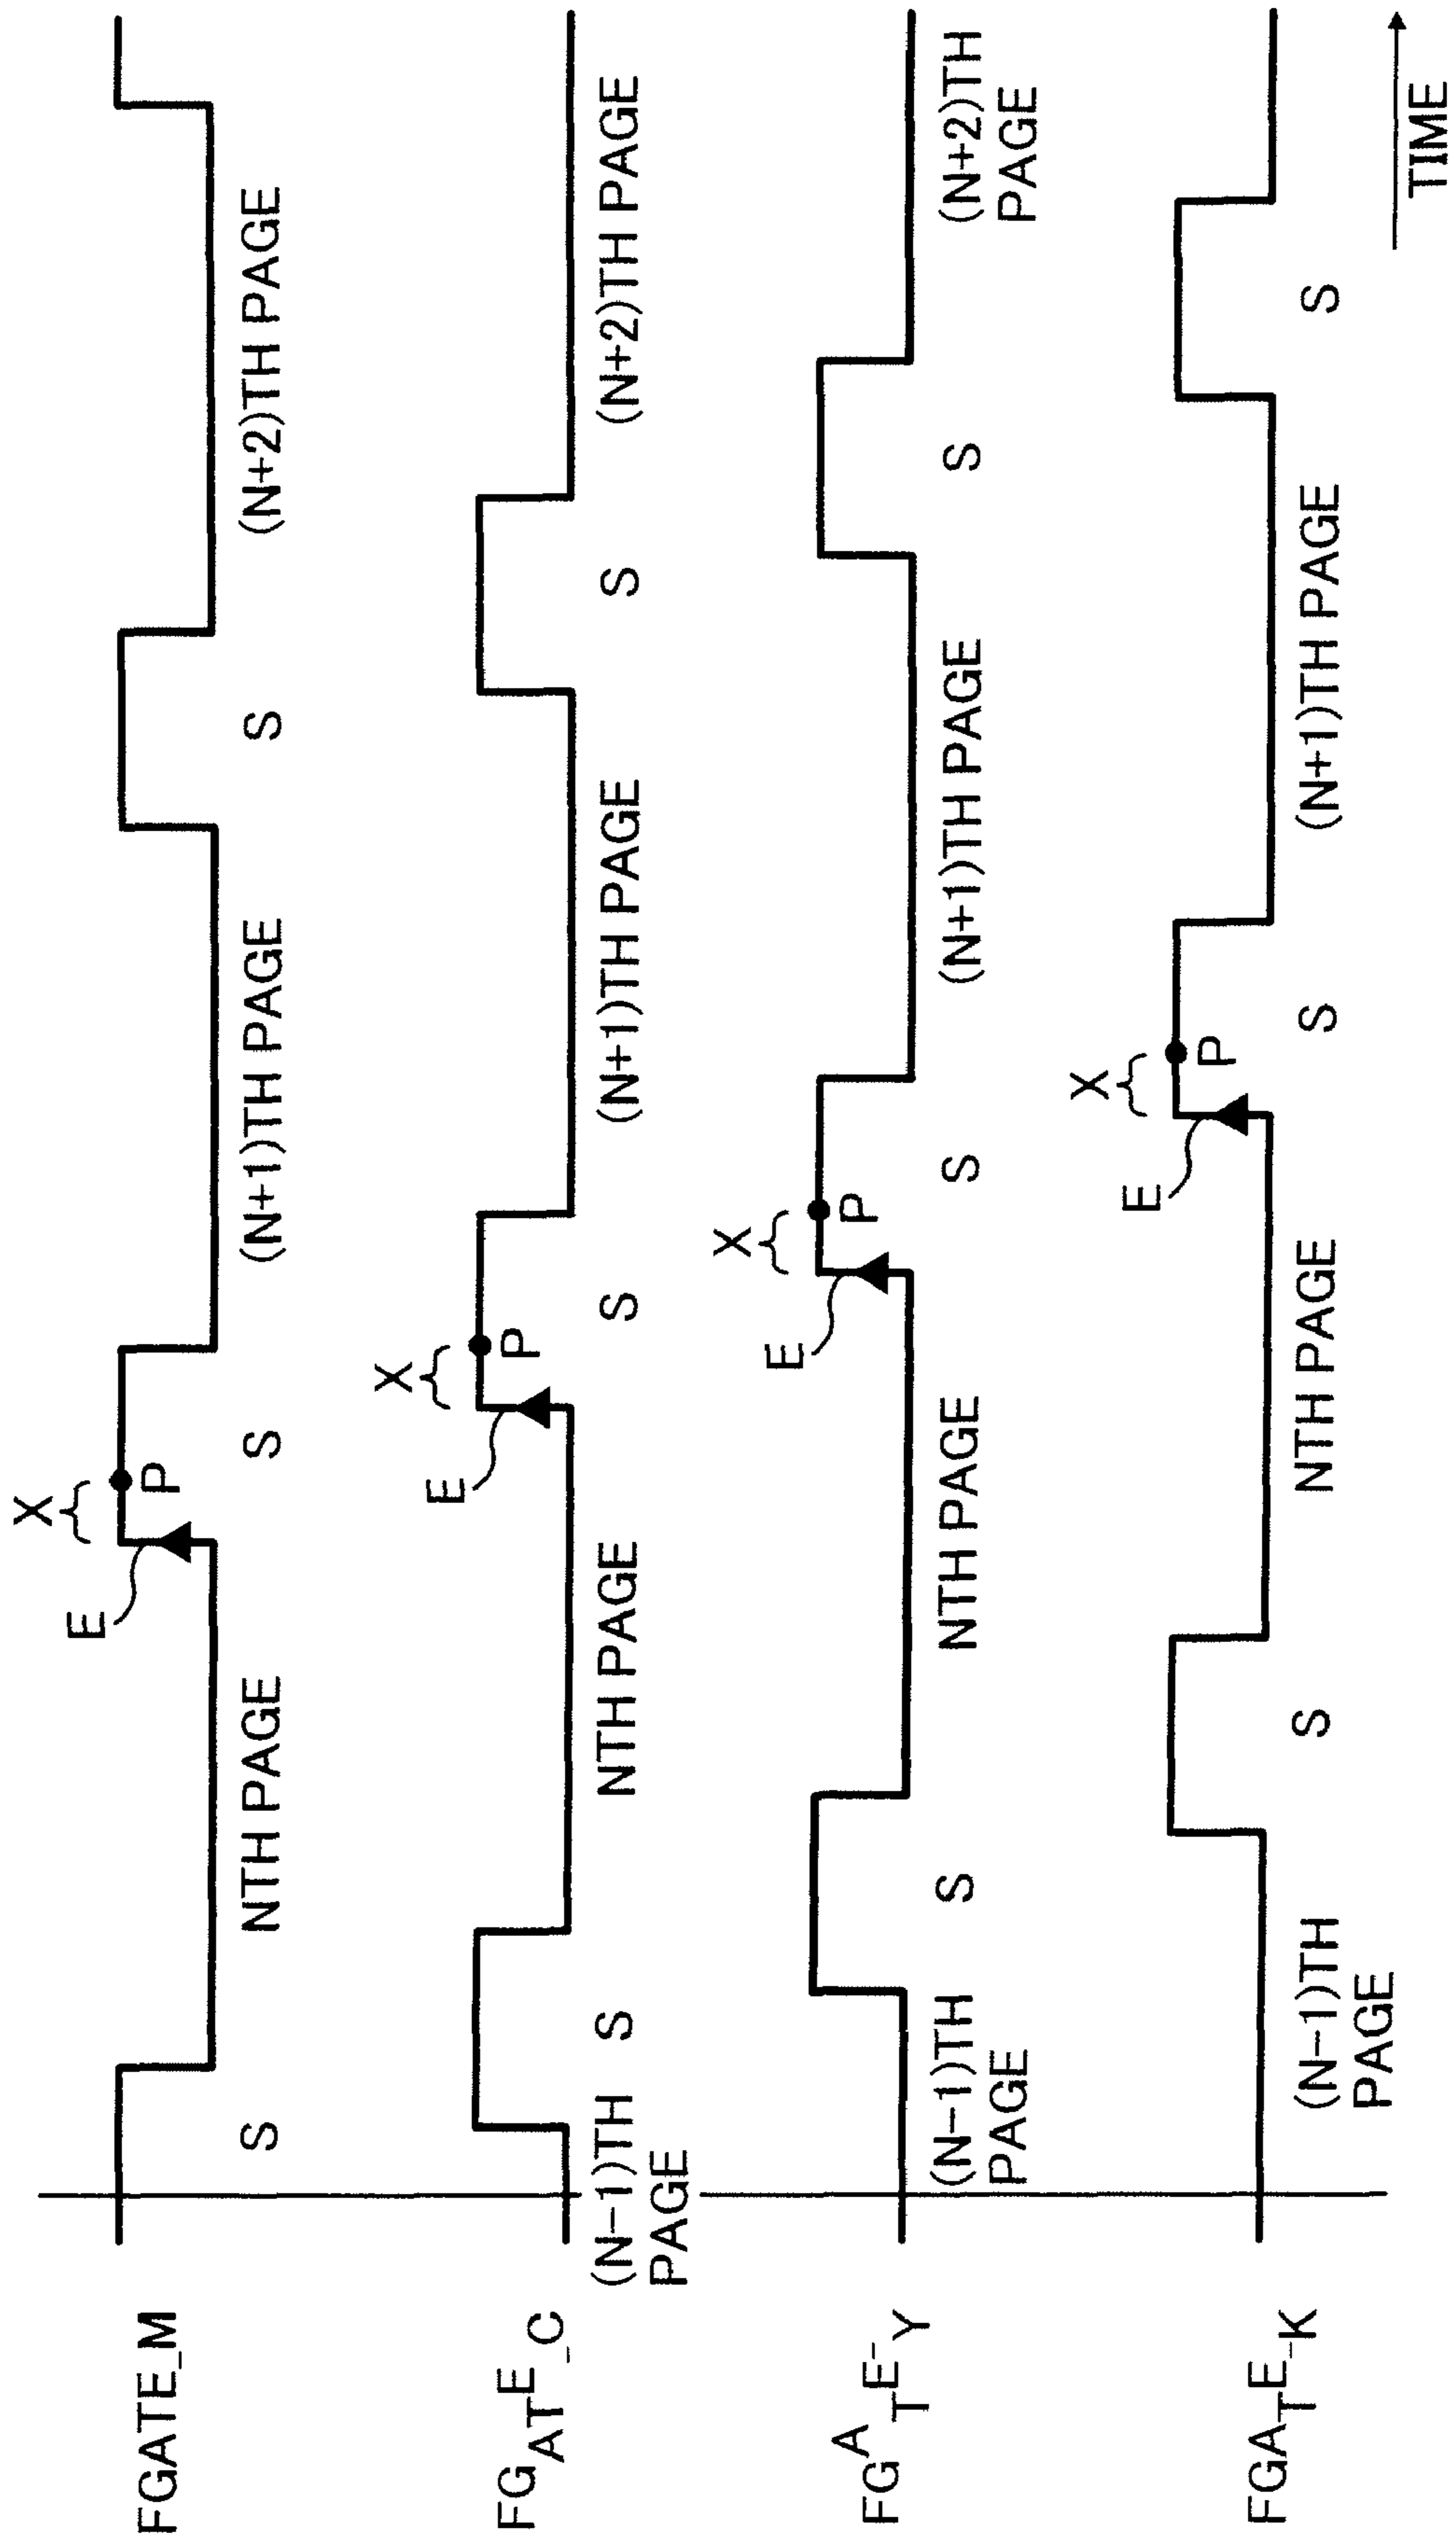 FGATE_M
S
NTH PAGE
E
X
P
S
(N+1)TH PAGE
S
(N+2)TH PAGE
FGATE_C
(N-1)TH
PAGE
S
NTH PAGE
E
X
P
S
(N+1)TH PAGE
S
(N+2)TH PAGE
FGATE_Y
(N-1)TH
PAGE
S
NTH PAGE
E
X
P
S
(N+1)TH PAGE
S
(N+2)TH
PAGE
FGATE_K
(N-1)TH
PAGE
S
NTH PAGE
E
X
P
S
(N+1)TH PAGE
S
TIME